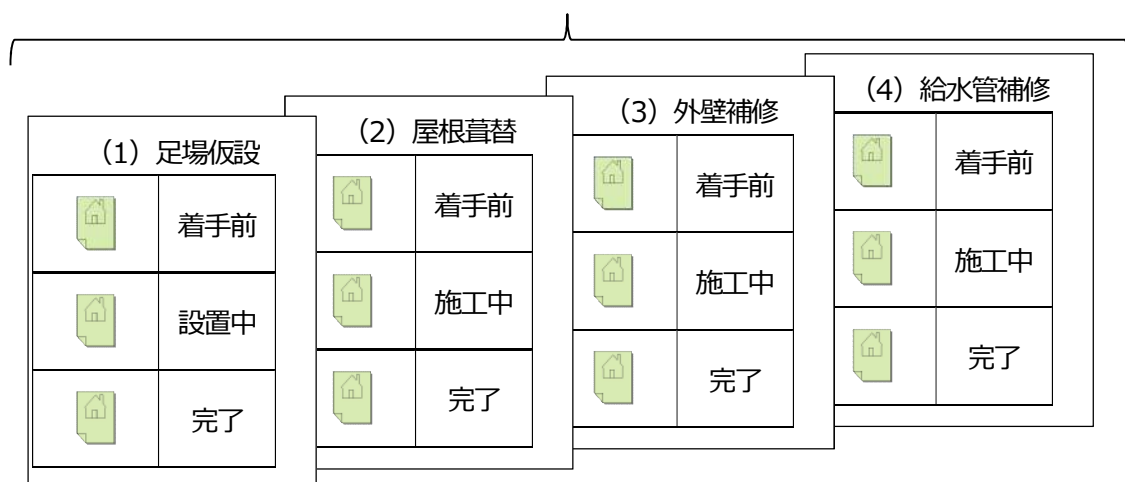 （1）足場仮設
着手前
設置中
完了
（2）屋根葺替
着手前
施工中
完了
（3）外壁補修
着手前
施工中
完了
（4）給水管補修
着手前
施工中
完了